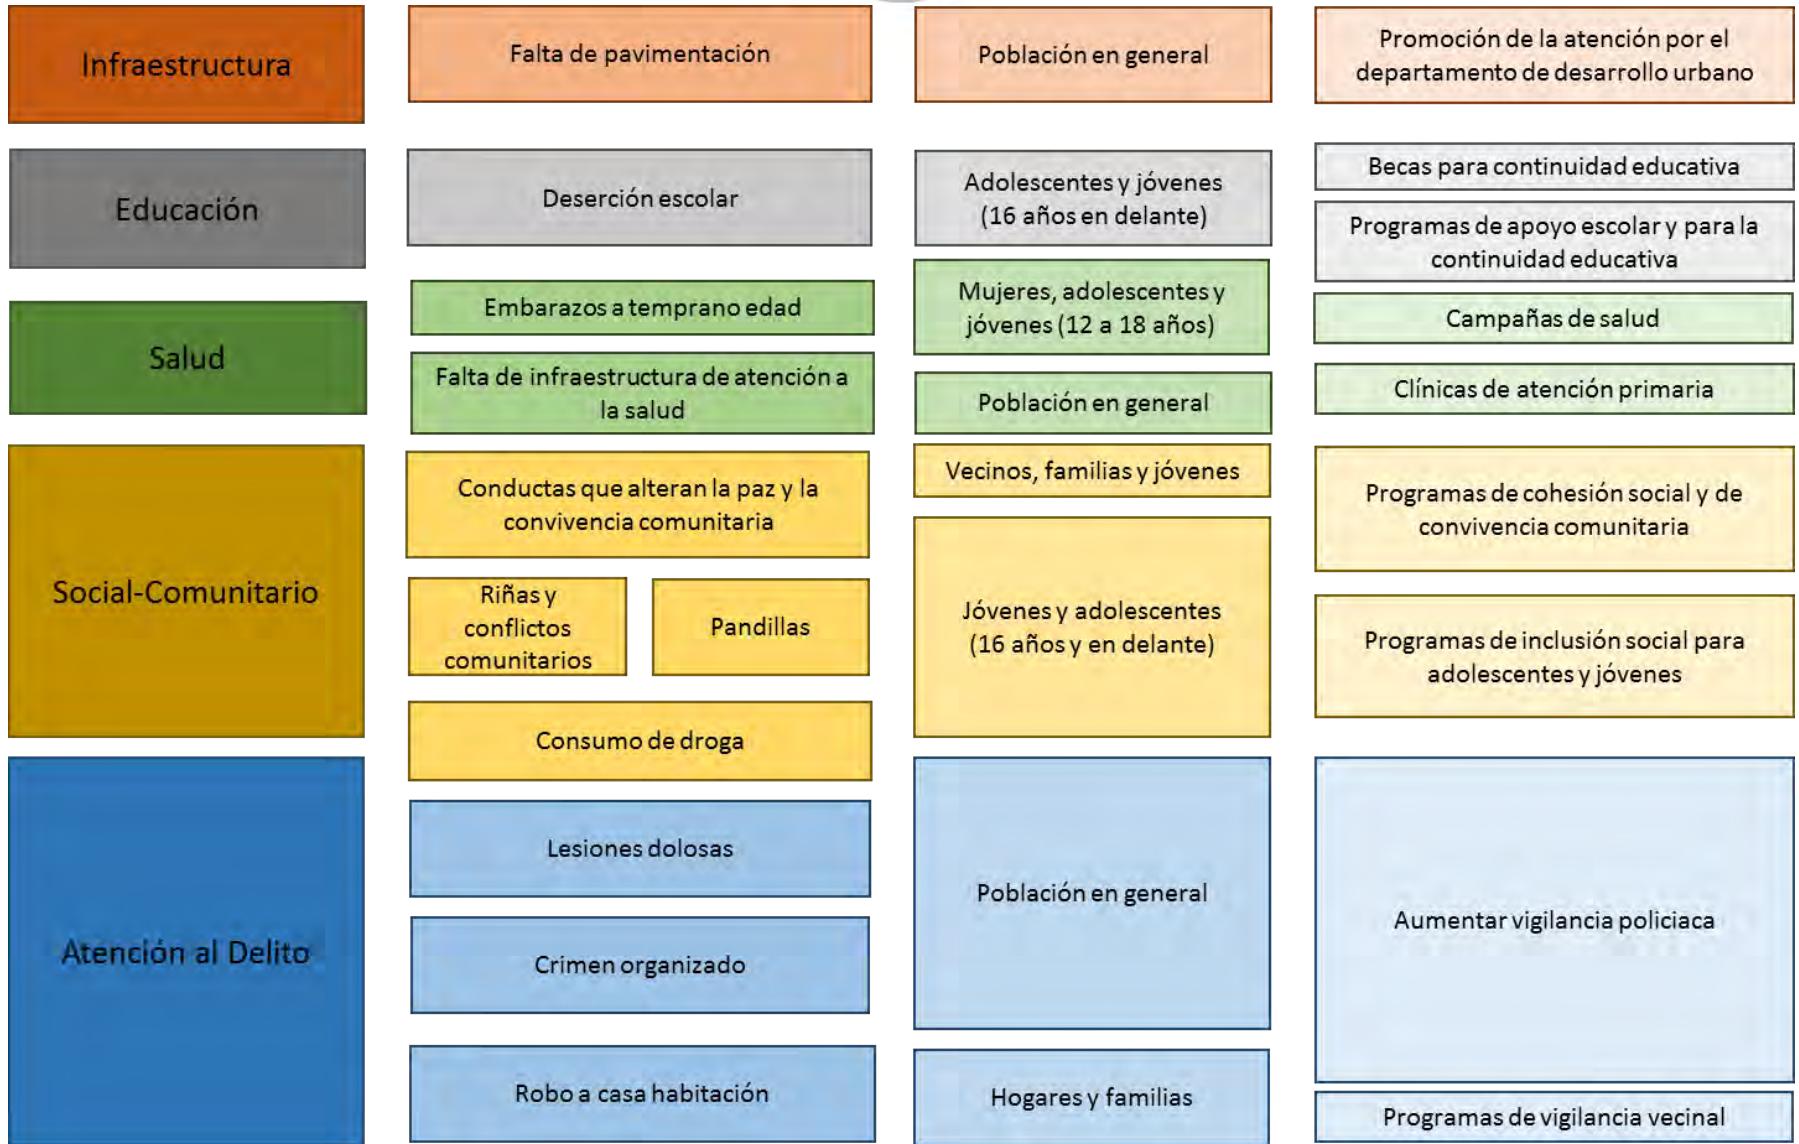 Infraestructura
Falta de pavimentación
Población en general
Promoción de la atención por el
departamento de desarrollo urbano
Educación
Deserción escolar
Adolescentes y jóvenes
(16 años en delante)
Becas para continuidad educativa
Programas de apoyo escolar y para la
continuidad educativa
Salud
Embarazos a temprano edad
Mujeres, adolescentes y
jóvenes (12 a 18 años)
Campañas de salud
Falta de infraestructura de atención a
la salud
Población en general
Clínicas de atención primaria
Social-Comunitario
Conductas que alteran la paz y la
convivencia comunitaria
Vecinos, familias y jóvenes
Programas de cohesión social y de
convivencia comunitaria
Riñas y
conflictos
comunitarios
Pandillas
Jóvenes y adolescentes
(16 años y en delante)
Programas de inclusión social para
adolescentes y jóvenes
Consumo de droga
Atención al Delito
Lesiones dolosas
Población en general
Aumentar vigilancia policiaca
Crimen organizado
Robo a casa habitación
Hogares y familias
Programas de vigilancia vecinal